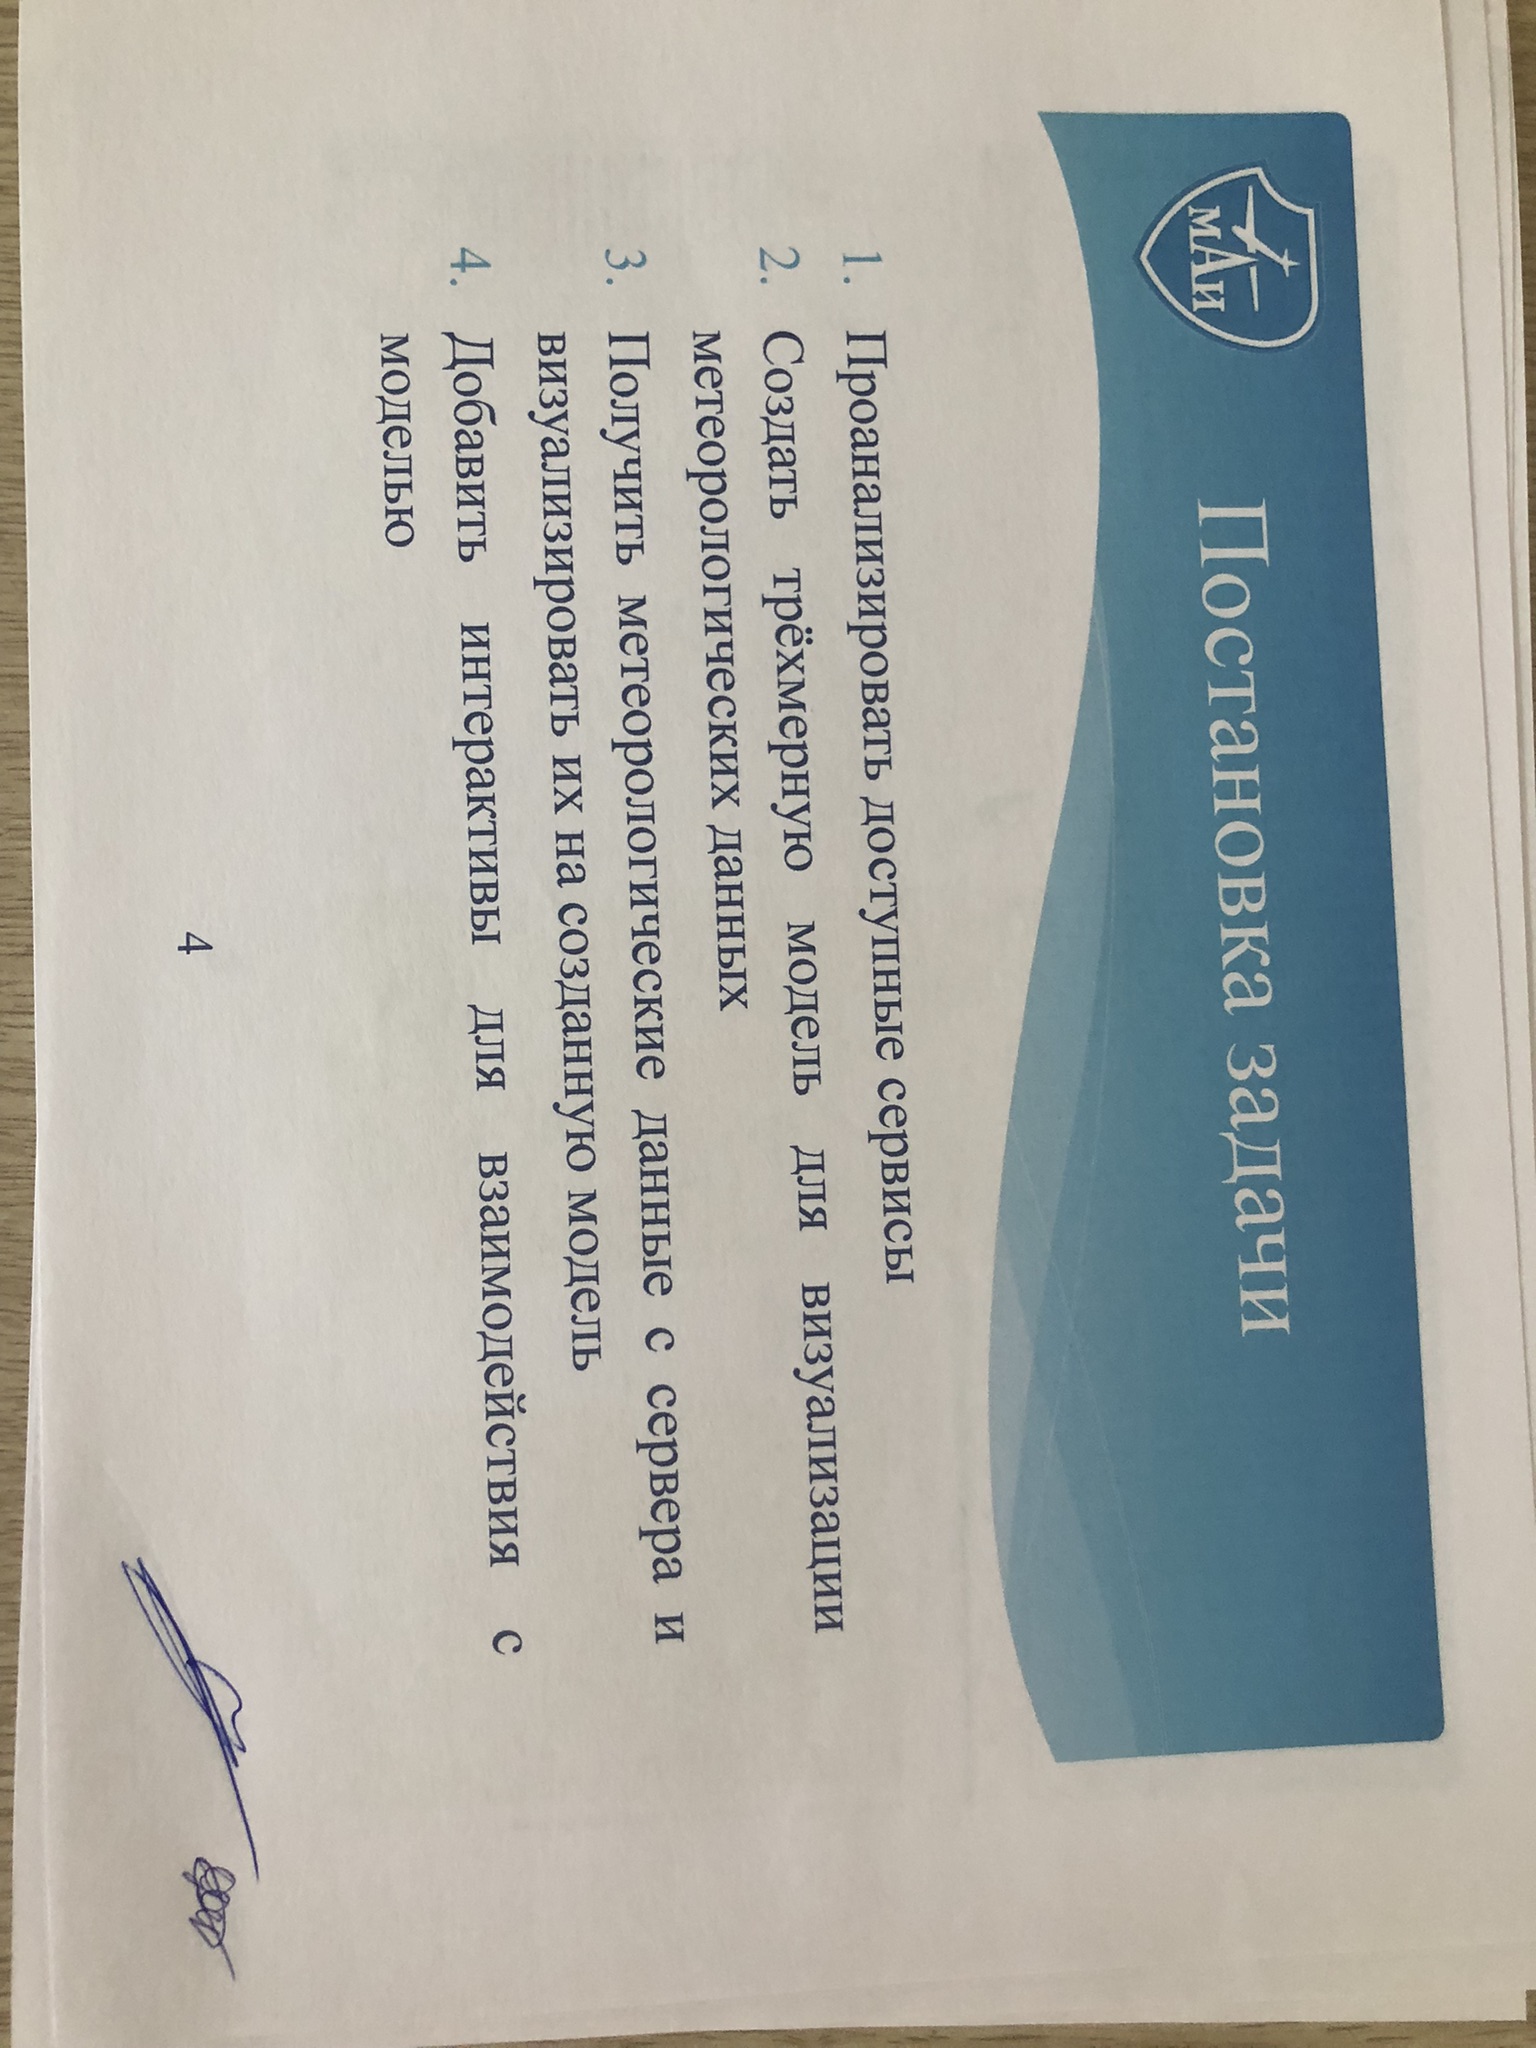 МАИ
Постановка задачи
1. Проанализировать доступные сервисы
2. Создать трёхмерную модель для визуализации
метеорологических данных
3. Получить метеорологические данные с сервера и
визуализировать их на созданную модель
4. Добавить интерактивы для взаимодействия с
моделью
4